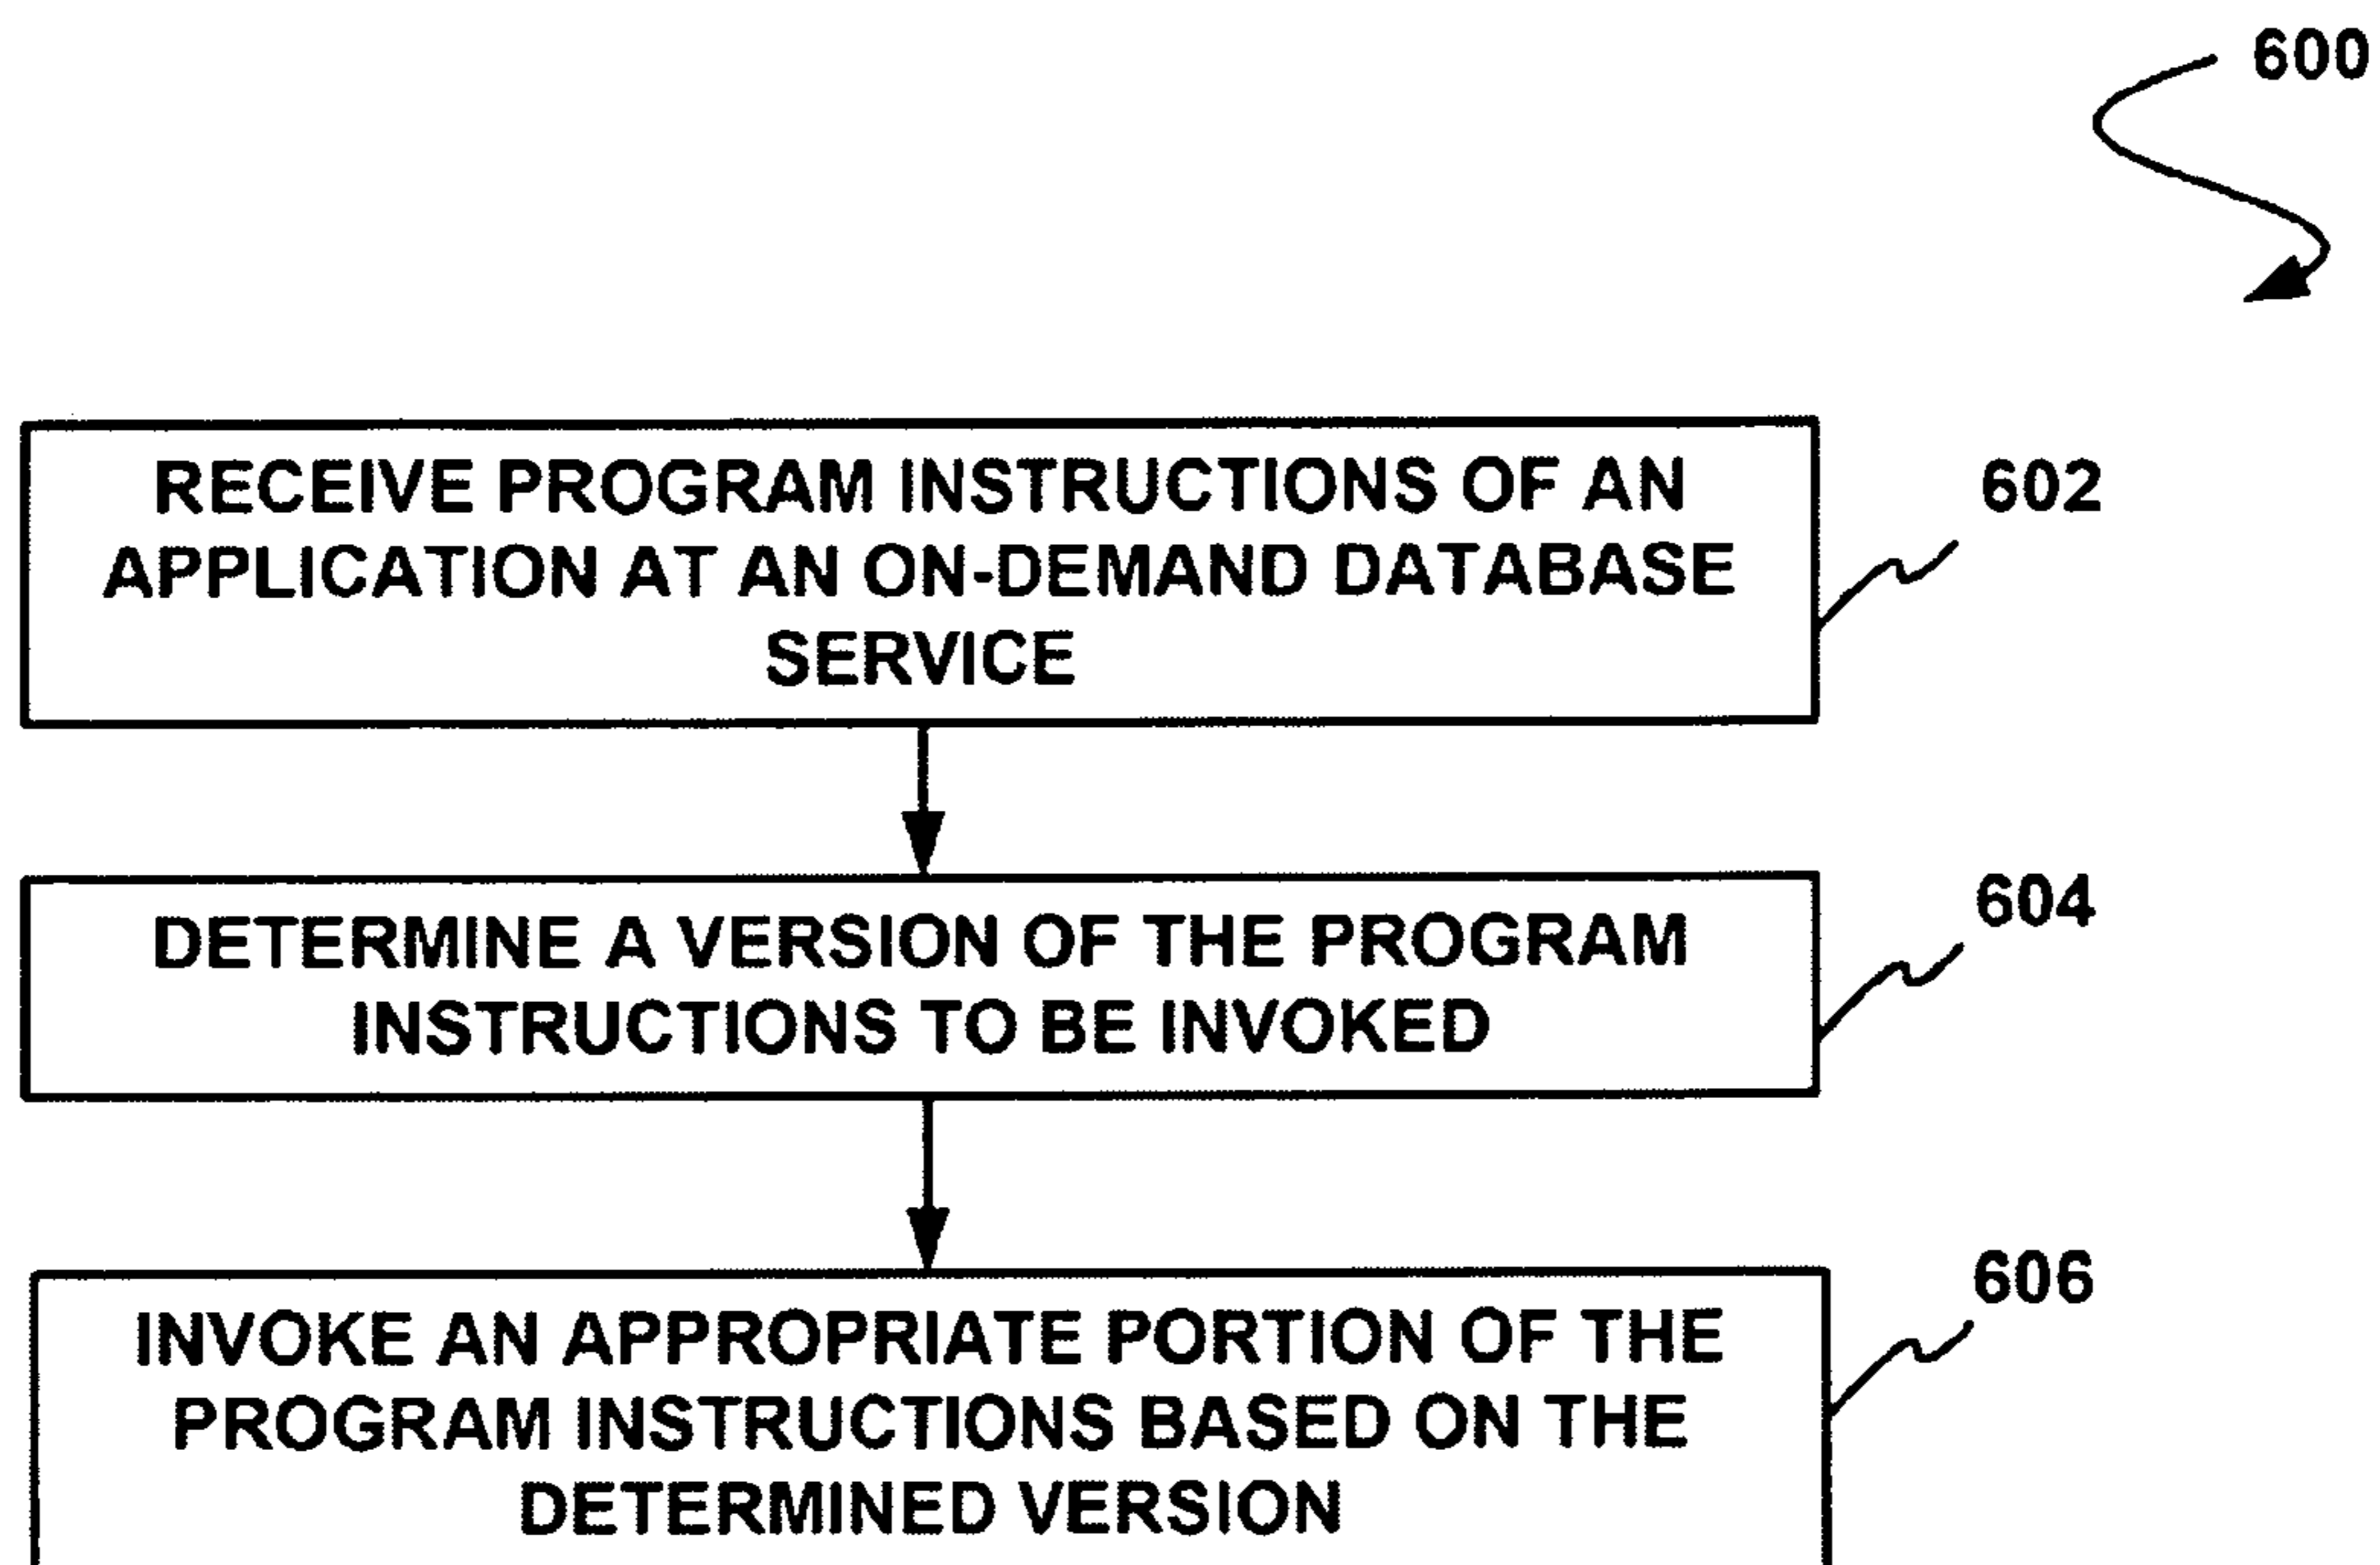 600
RECEIVE PROGRAM INSTRUCTIONS OF AN
APPLICATION AT AN ON-DEMAND DATABASE
SERVICE
602
DETERMINE A VERSION OF THE PROGRAM
INSTRUCTIONS TO BE INVOKED
604
INVOKE AN APPROPRIATE PORTION OF THE
PROGRAM INSTRUCTIONS BASED ON THE
DETERMINED VERSION
606